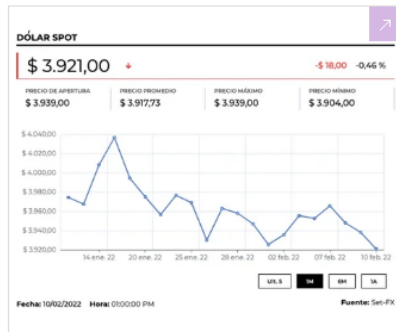 DÓLAR SPOT
$ 3.921,00 -$ 18,00 -0,46 %
PRECIO DE APERTURA PRECIO PROMEDIO PRECIO MÁXIMO PRECIO MÍNIMO
$ 3.939,00 $ 3.917,73 $ 3.939,00 $ 3.904,00
$ 4.040,00
$ 4.020,00
$ 4.000,00
$ 3.980,00
$ 3.960,00
$ 3.940,00
$ 3.920,00
14 ene. 22 20 ene. 22 25 ene. 22 28 ene. 22 02 feb. 22 07 feb. 22 10 feb. 22
Ult. 5 1M 6M 1A
Fecha: 10/02/2022 Hora: 01:00:00 PM Fuente: Set-FX